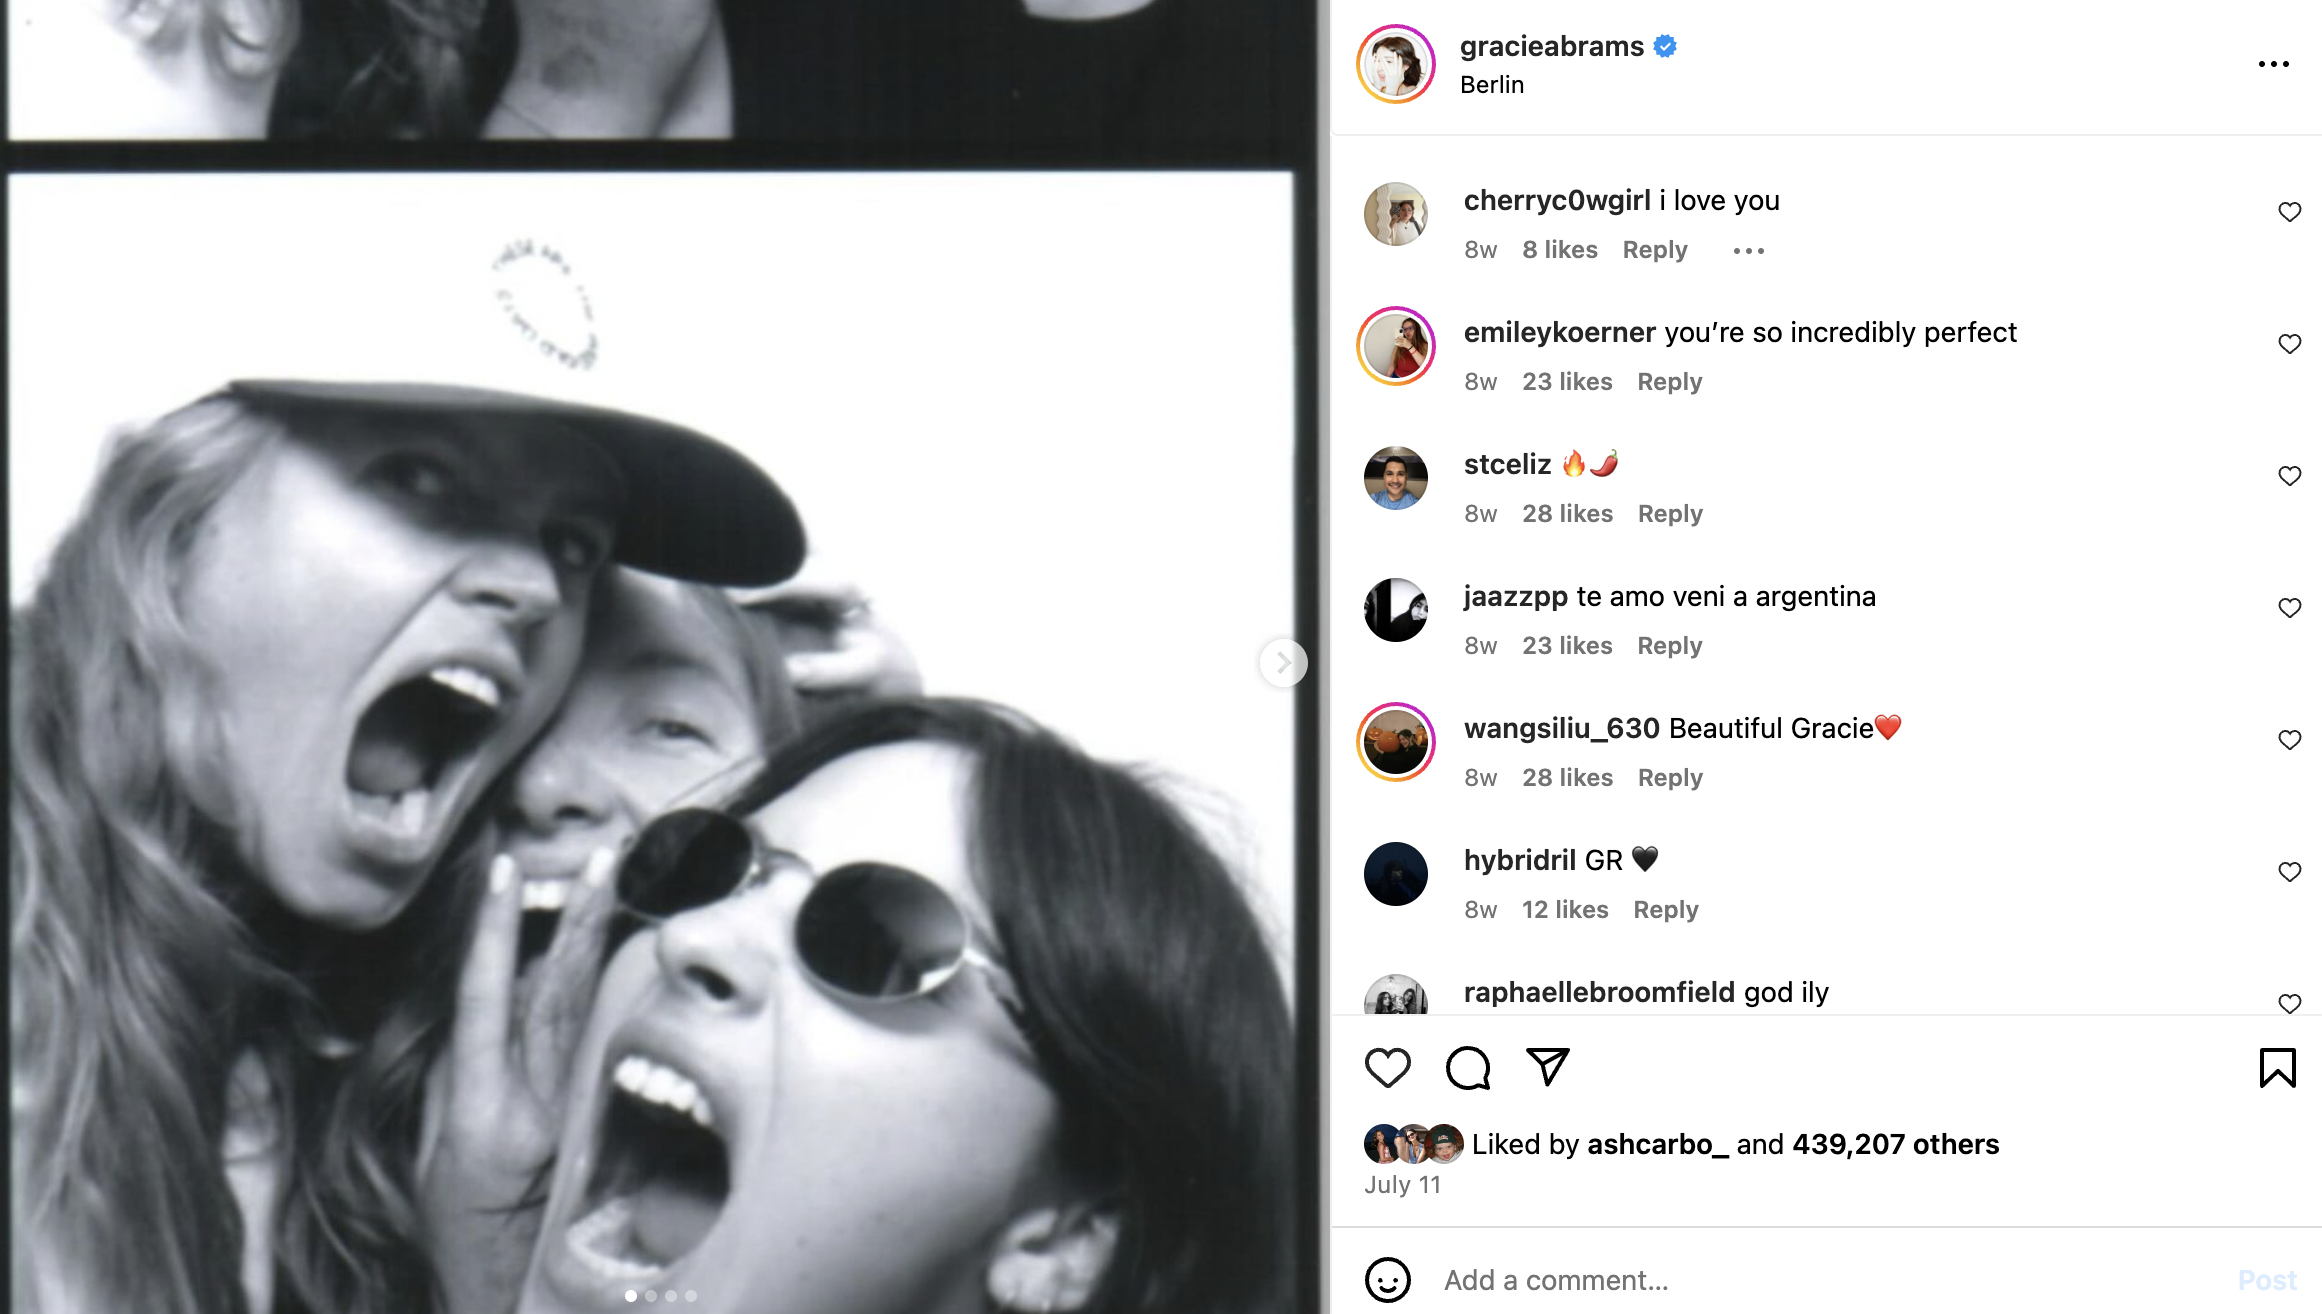 gracieabrams
Berlin
cherryc0wgirl i love you
8w 8 likes Reply
emileykoerner you’re so incredibly perfect
8w 23 likes Reply
stceliz 🔥🌶️
8w 28 likes Reply
jaazzpp te amo veni a argentina
8w 23 likes Reply
wangsiliu_630 Beautiful Gracie❤️
8w 28 likes Reply
hybridril GR 🖤
8w 12 likes Reply
raphaellebroomfield god ily
Liked by ashcarbo_ and 439,207 others
July 11
Add a comment...
Post